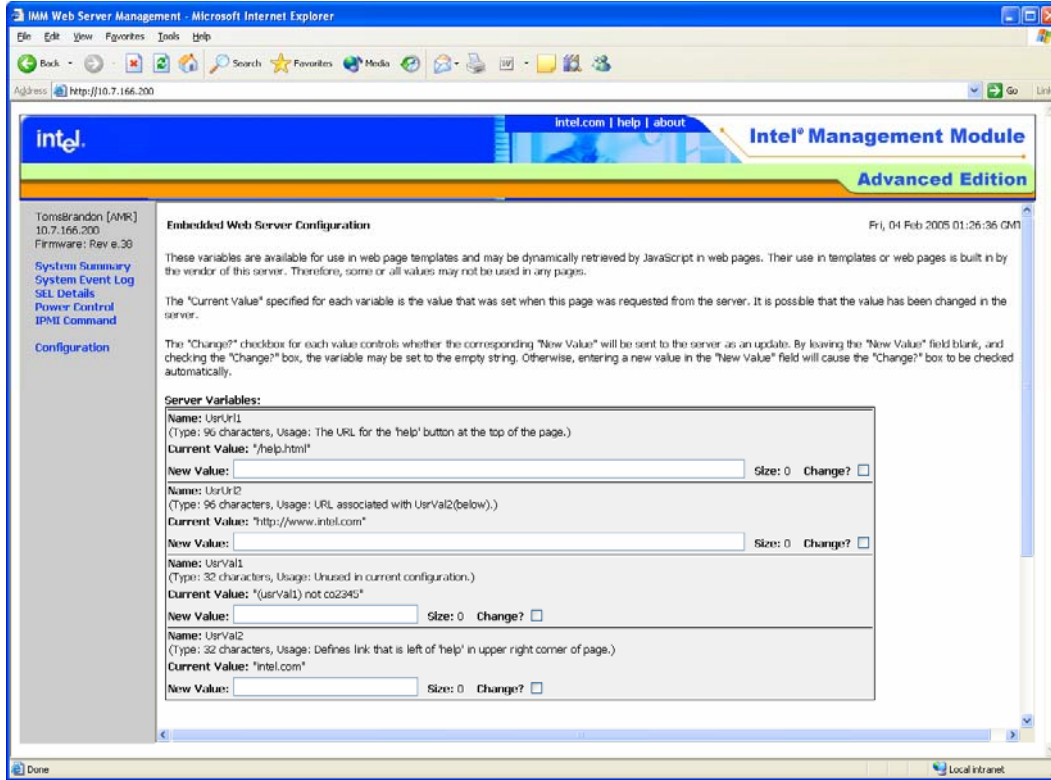 IMM Web Server Management - Microsoft Internet Explorer
File Edit View Favorites Tools Help
Back Search Favorites Media
Address http://10.7.166.200 Go Link
intel.
intel.com | help | about
Intel® Management Module
Advanced Edition
TomsBrandon [AMR]
10.7.166.200
Firmware: Rev e.38
System Summary
System Event Log
SEL Details
Power Control
IPMI Command
Configuration
Embedded Web Server Configuration Fri, 04 Feb 2005 01:26:36 GMT
These variables are available for use in web page templates and may be dynamically retrieved by JavaScript in web pages. Their use in templates or web pages is built in by
the vendor of this server. Therefore, some or all values may not be used in any pages.
The "Current Value" specified for each variable is the value that was set when this page was requested from the server. It is possible that the value has been changed in the
server.
The "Change?" checkbox for each value controls whether the corresponding "New Value" will be sent to the server as an update. By leaving the "New Value" field blank, and
checking the "Change?" box, the variable may be set to the empty string. Otherwise, entering a new value in the "New Value" field will cause the "Change?" box to be checked
automatically.
Server Variables:
Name: UsrUrl1
(Type: 96 characters, Usage: The URL for the 'help' button at the top of the page.)
Current Value: "/help.html"
New Value: Size: 0 Change?
Name: UsrUrl2
(Type: 96 characters, Usage: URL associated with UsrVal2(below).)
Current Value: "http://www.intel.com"
New Value: Size: 0 Change?
Name: UsrVal1
(Type: 32 characters, Usage: Unused in current configuration.)
Current Value: "(usrVal1) not co2345"
New Value: Size: 0 Change?
Name: UsrVal2
(Type: 32 characters, Usage: Defines link that is left of 'help' in upper right corner of page.)
Current Value: "intel.com"
New Value: Size: 0 Change?
Done Local intranet